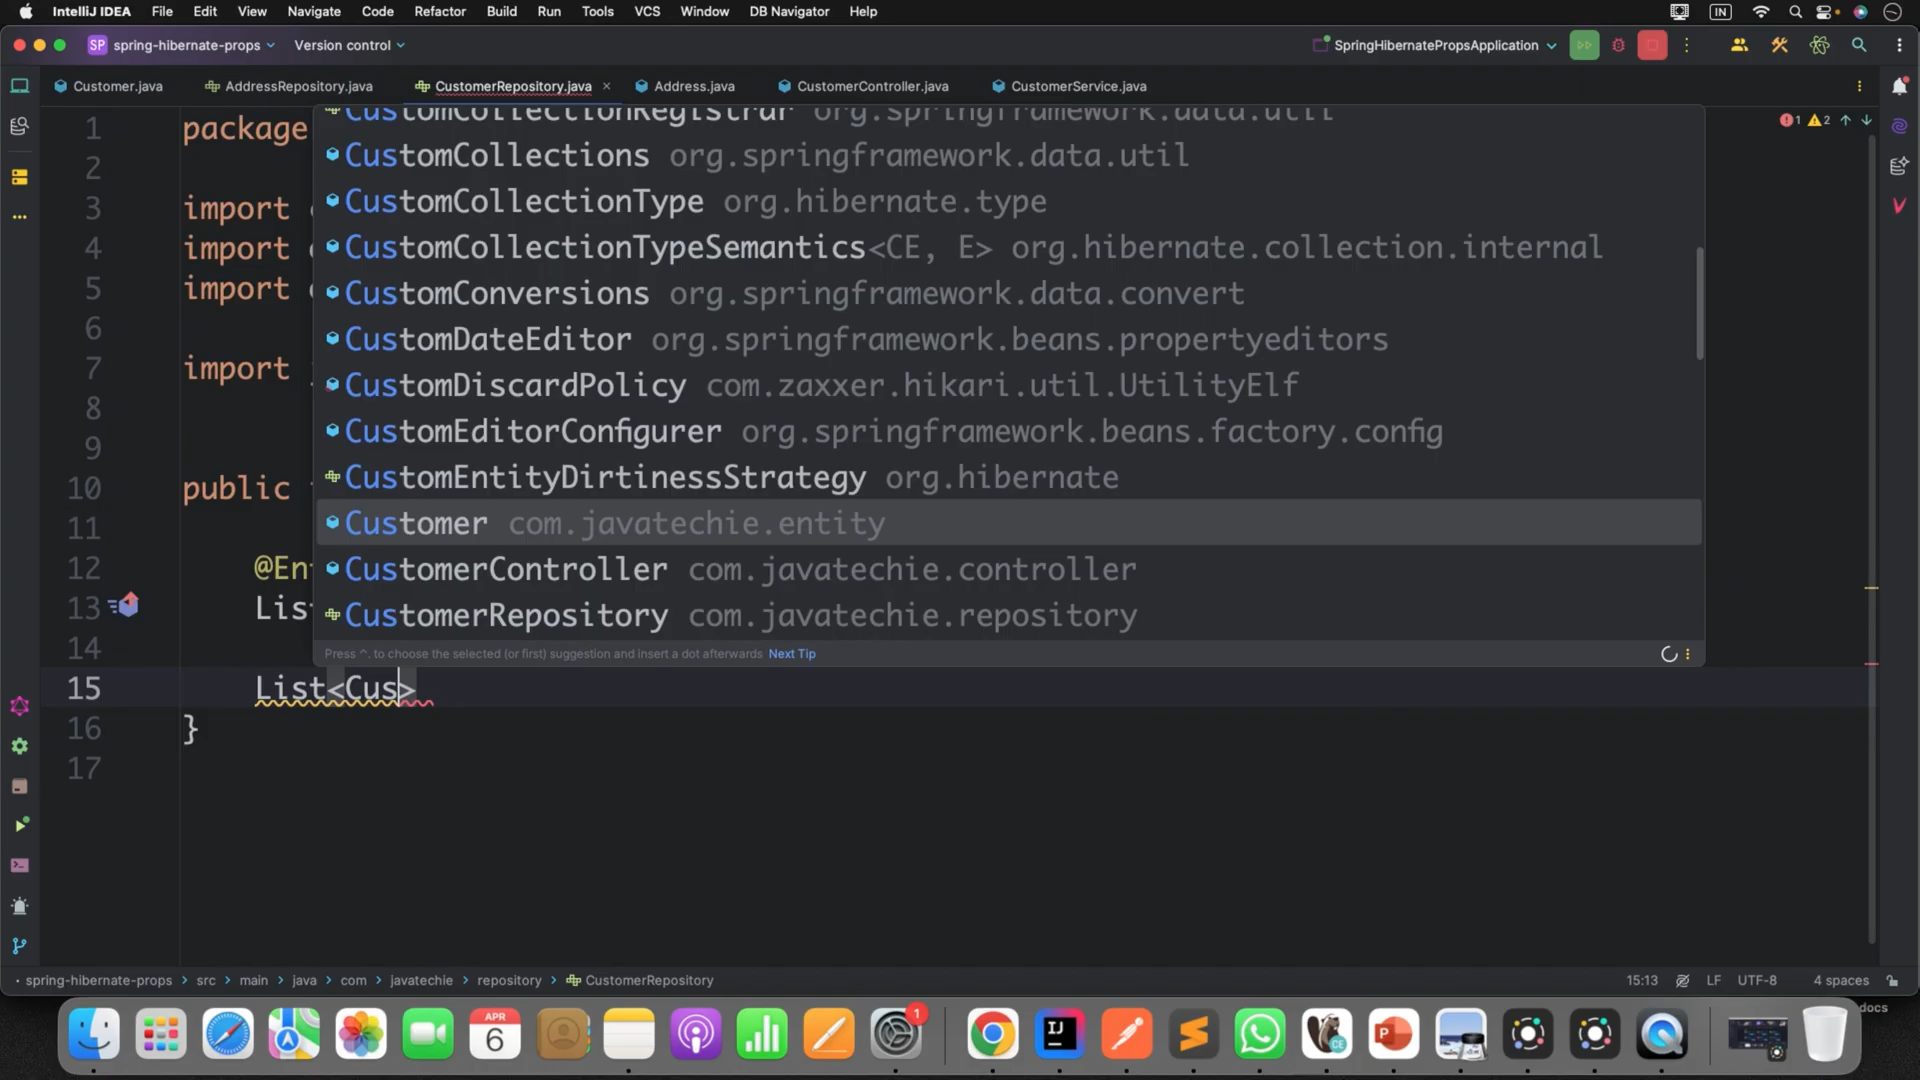 IntelliJ IDEA File Edit View Navigate Code Refactor Build Run Tools VCS Window DB Navigator Help IN
SP spring-hibernate-props Version control SpringHibernatePropsApplication
Customer.java AddressRepository.java CustomerRepository.java Address.java CustomerController.java CustomerService.java
1 package
1 2
CustomCollections org.springframework.data.util
2
CustomCollectionType org.hibernate.type
3 import
CustomCollectionTypeSemantics<CE, E> org.hibernate.collection.internal
4 import
CustomConversions org.springframework.data.convert
5 import
CustomDateEditor org.springframework.beans.propertyeditors
6
CustomDiscardPolicy com.zaxxer.hikari.util.UtilityElf
7 import
8
CustomEditorConfigurer org.springframework.beans.factory.config
9
CustomEntityDirtinessStrategy org.hibernate
10 public
Customer com.javatechie.entity
11
CustomerController com.javatechie.controller
12 @En
CustomerRepository com.javatechie.repository
13 Lis
14
Press ^. to choose the selected (or first) suggestion and insert a dot afterwards Next Tip
15 List<Cus>
16 }
17
spring-hibernate-props > src > main > java > com > javatechie > repository > CustomerRepository 15:13 LF UTF-8 4 spaces
docs
APR
6
1
IJ
CE
P